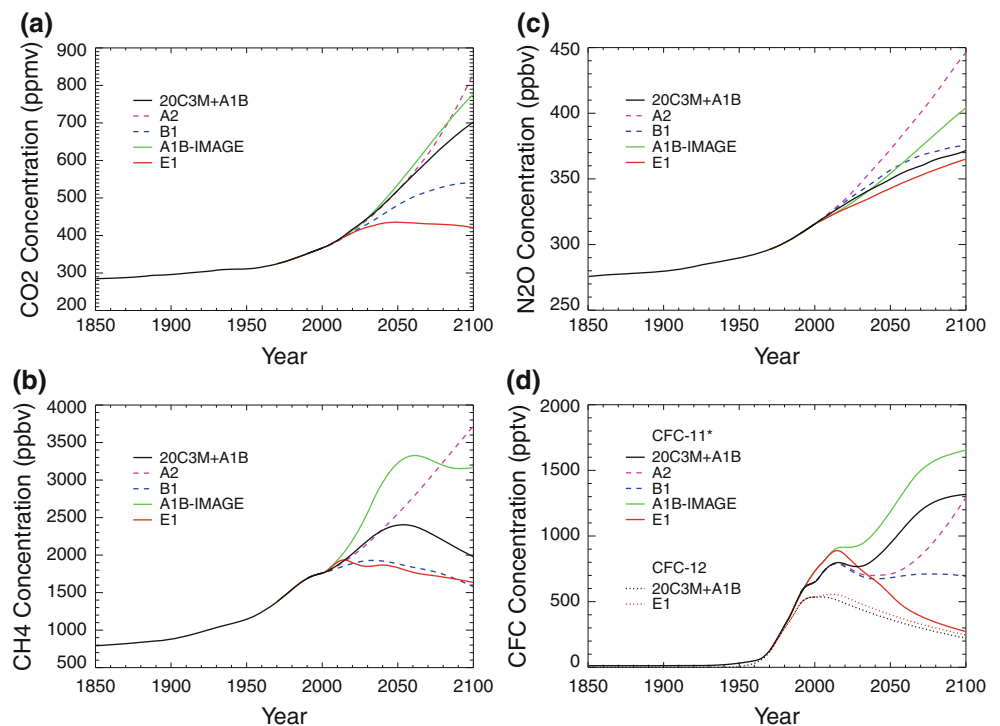 (a)
CO2 Concentration (ppmv)
900
800
700
600
500
400
300
200
20C3M+A1B
A2
B1
A1B-IMAGE
E1
1850 1900 1950 2000 2050 2100
Year
(c)
N2O Concentration (ppbv)
450
400
350
300
250
20C3M+A1B
A2
B1
A1B-IMAGE
E1
1850 1900 1950 2000 2050 2100
Year
(b)
CH4 Concentration (ppbv)
4000
3500
3000
2500
2000
1500
1000
500
20C3M+A1B
A2
B1
A1B-IMAGE
E1
1850 1900 1950 2000 2050 2100
Year
(d)
CFC Concentration (pptv)
2000
1500
1000
500
0
CFC-11*
20C3M+A1B
A2
B1
A1B-IMAGE
E1
CFC-12
20C3M+A1B
E1
1850 1900 1950 2000 2050 2100
Year